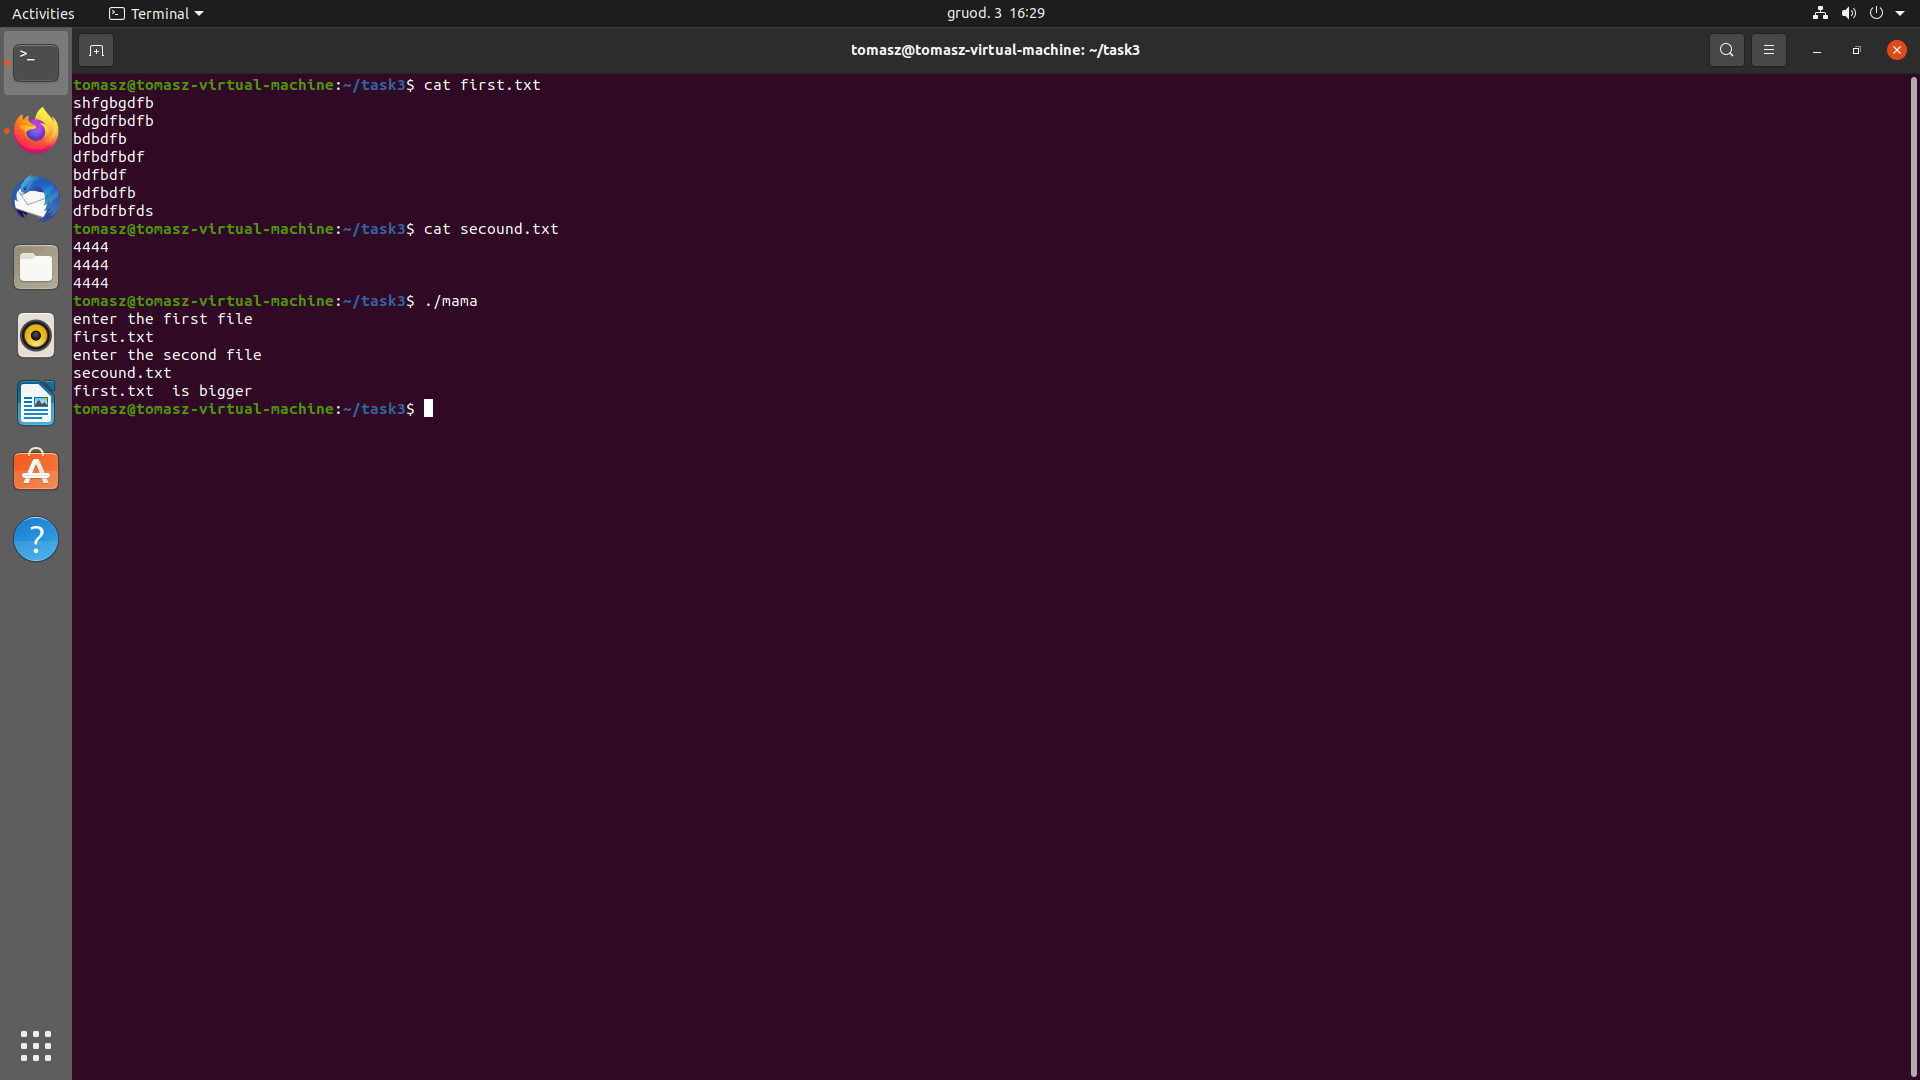 Activities Terminal gruod. 3 16:29
tomasz@tomasz-virtual-machine: ~/task3
tomasz@tomasz-virtual-machine:~/task3$ cat first.txt
shfgbgdfb
fdgdfbdfb
bdbdfb
dfbdfbdf
bdfbdf
bdfbdfb
dfbdfbfds
tomasz@tomasz-virtual-machine:~/task3$ cat secound.txt
4444
4444
4444
tomasz@tomasz-virtual-machine:~/task3$ ./mama
enter the first file
first.txt
enter the second file
secound.txt
first.txt  is bigger
tomasz@tomasz-virtual-machine:~/task3$